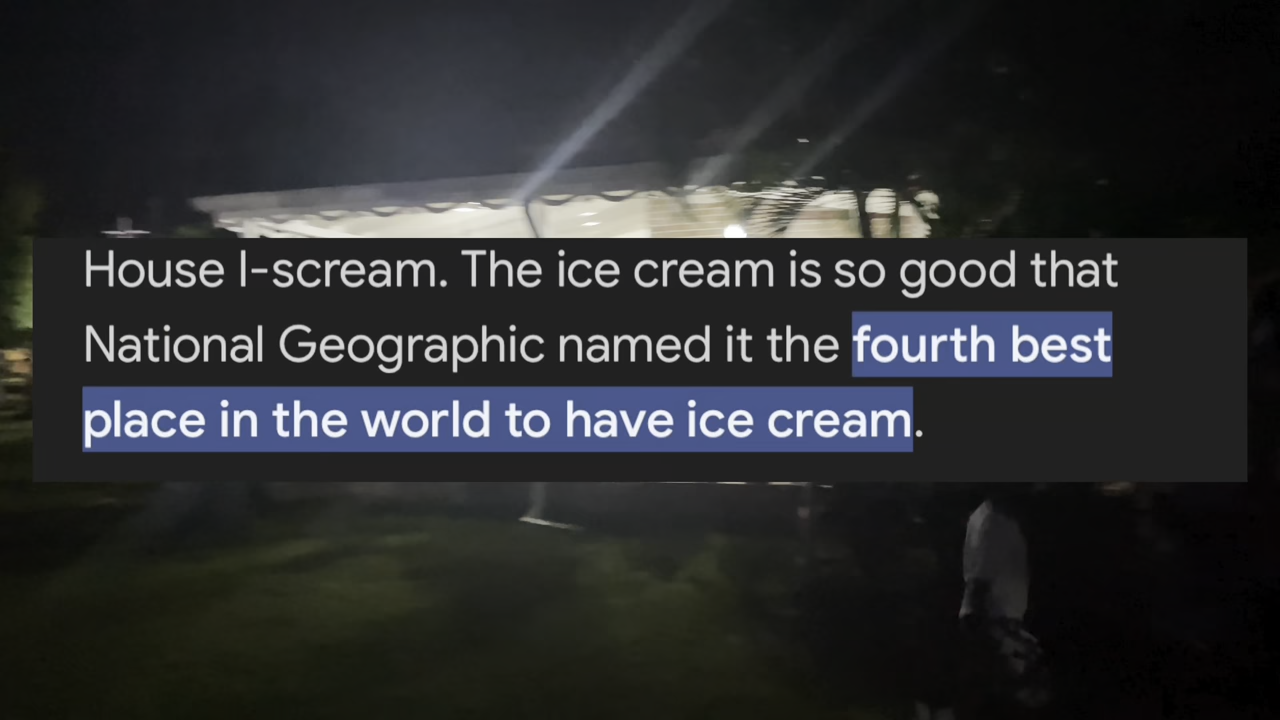 House I-scream. The ice cream is so good that
National Geographic named it the fourth best
place in the world to have ice cream.